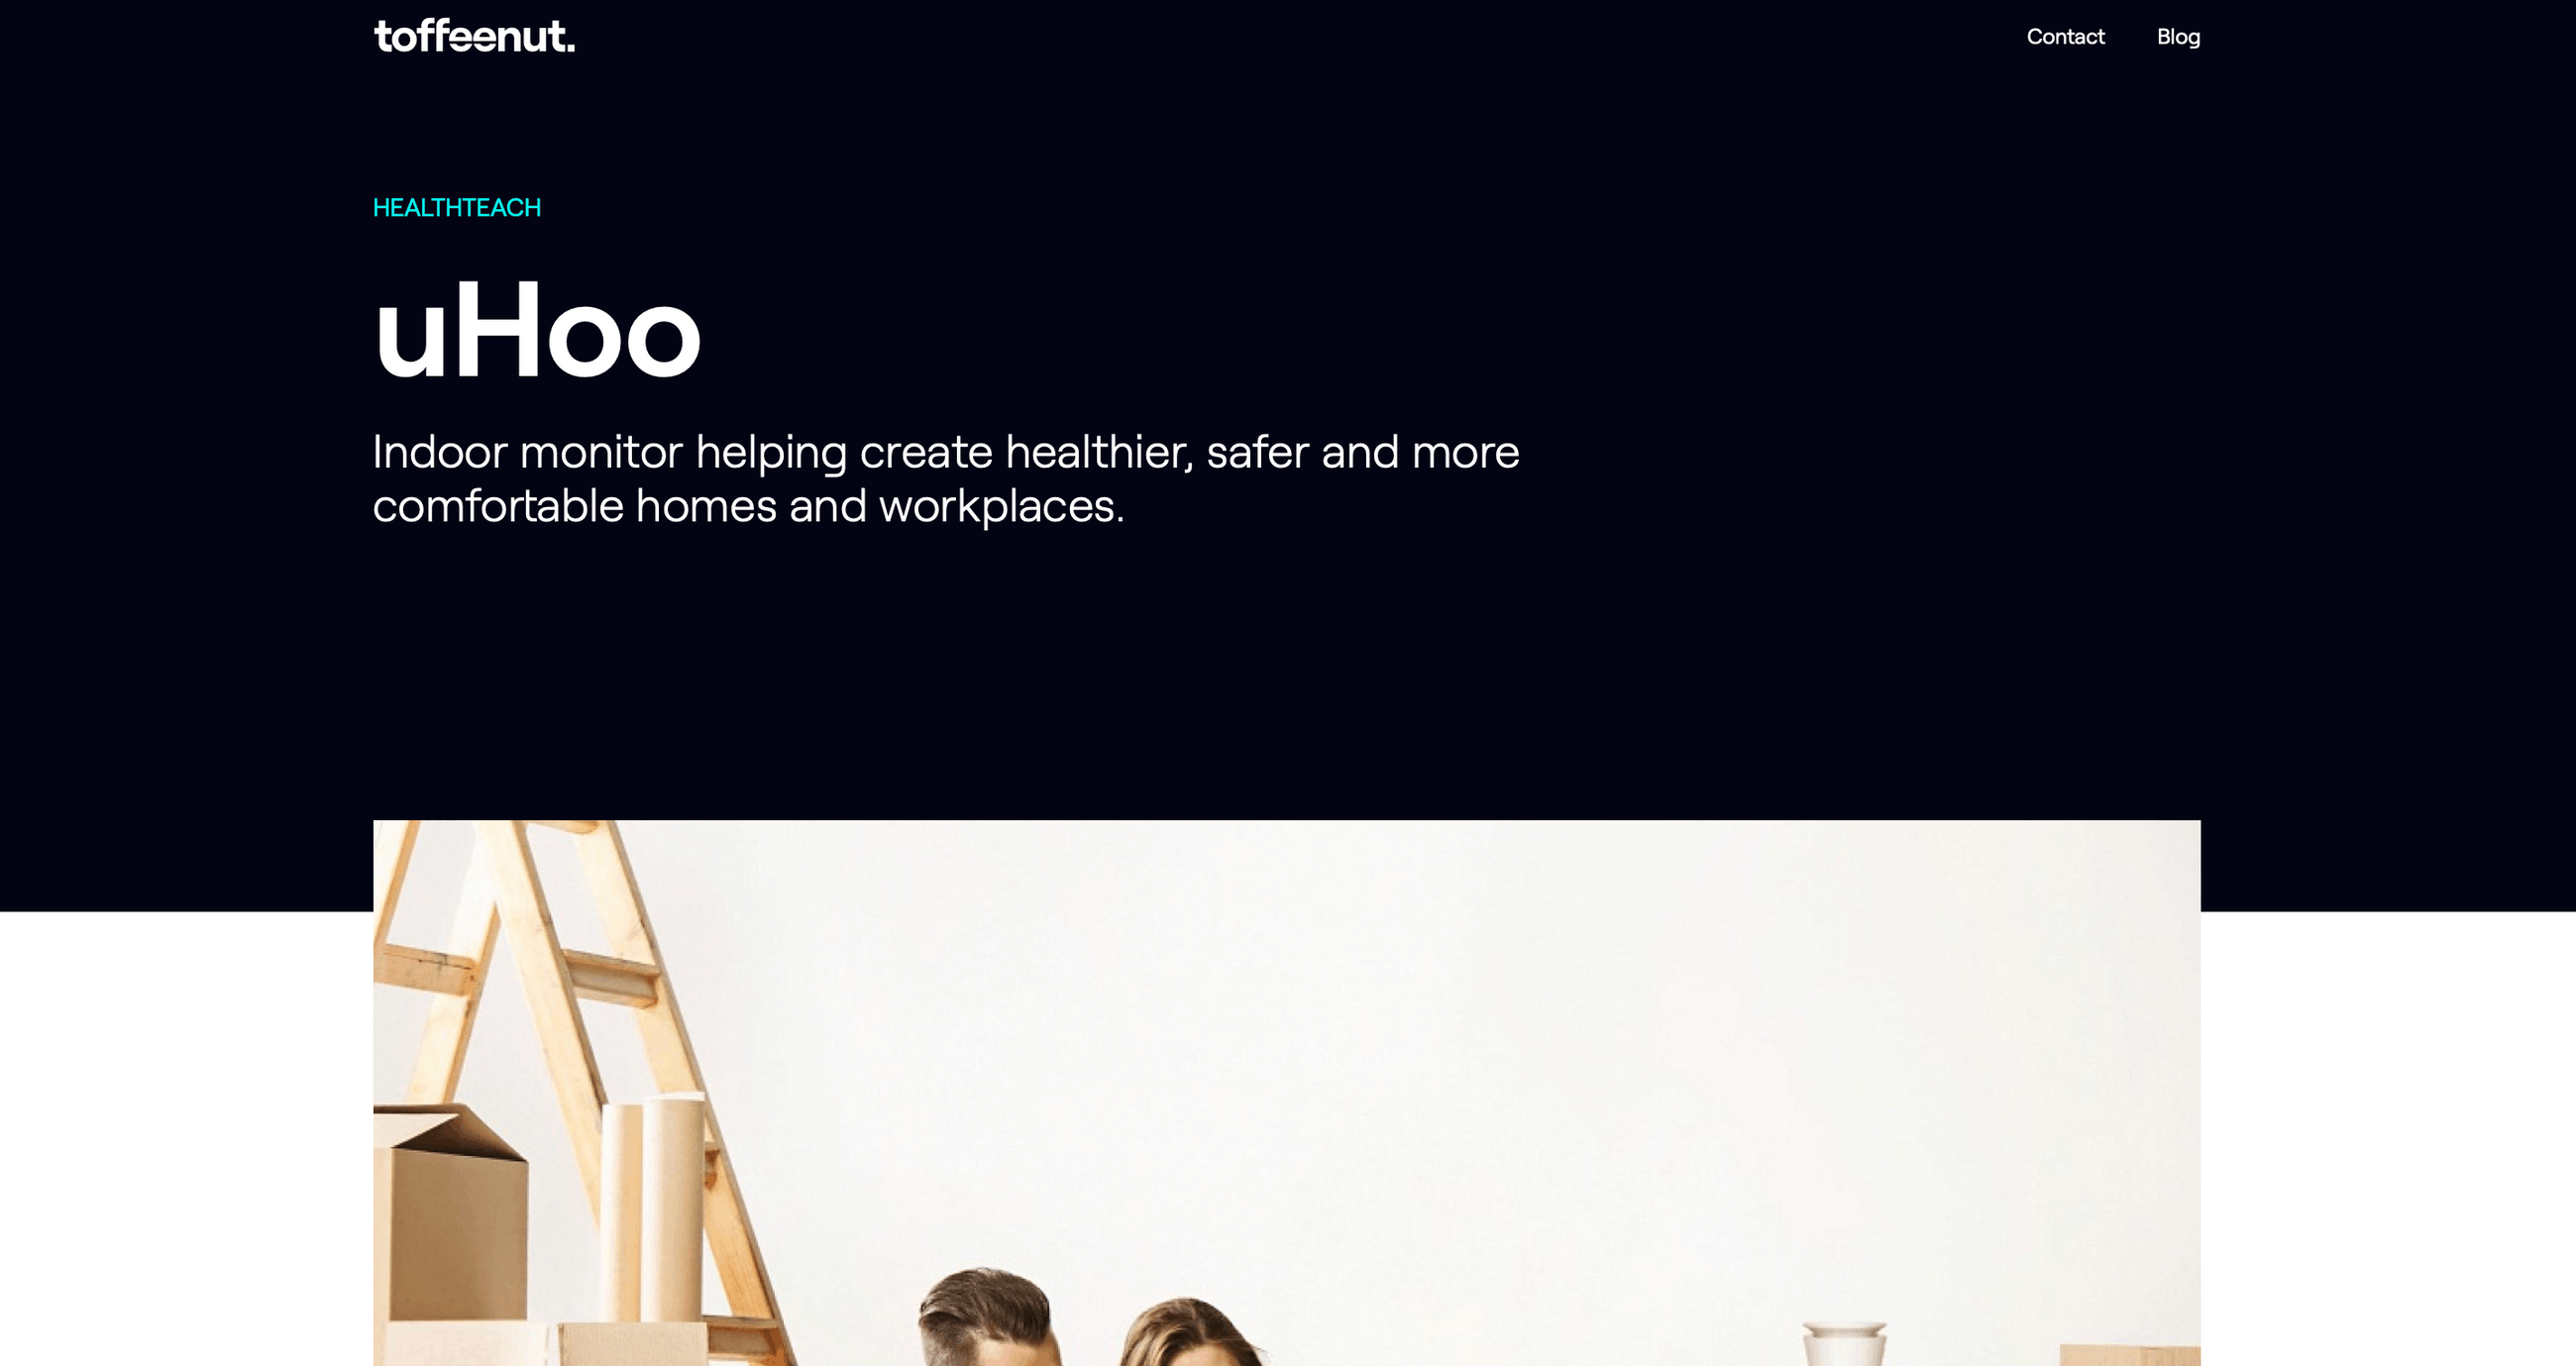 toffeenut.
Contact
Blog
HEALTHTEACH
uHoo
Indoor monitor helping create healthier, safer and more
comfortable homes and workplaces.